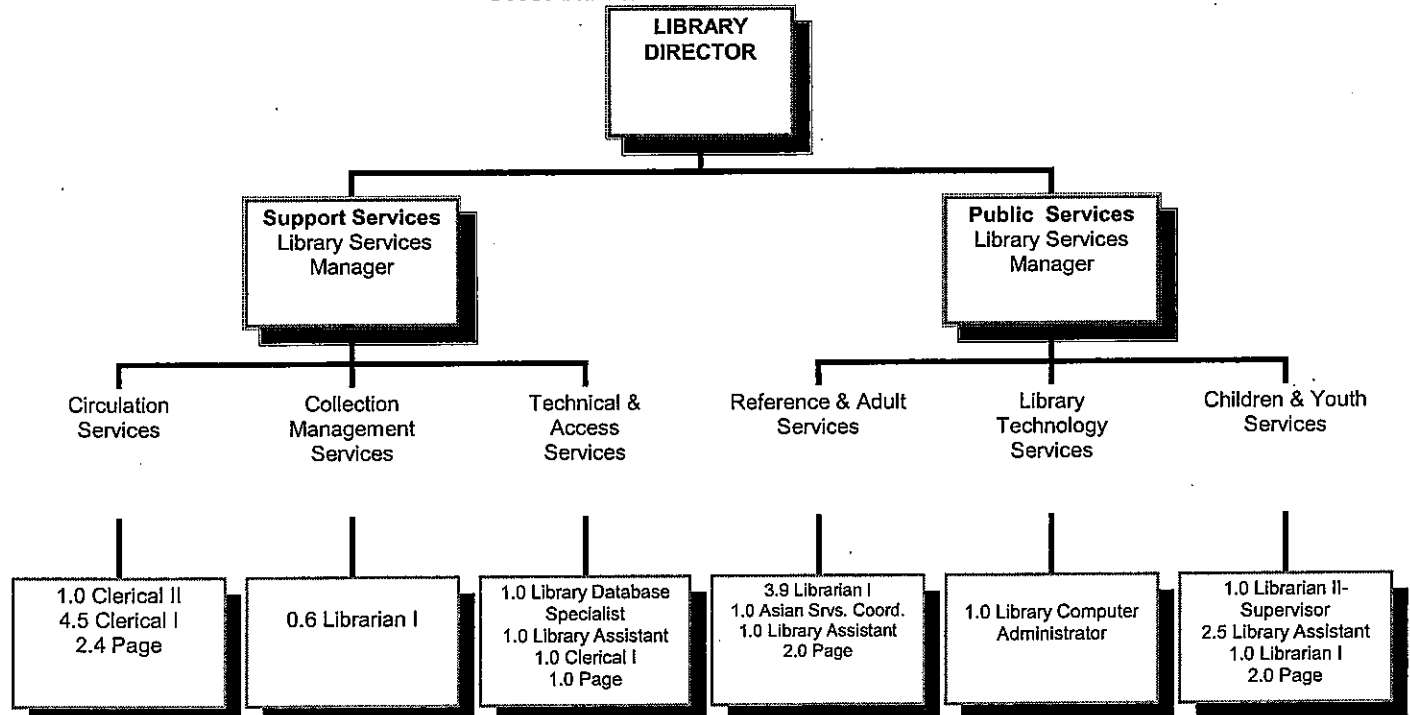 LIBRARY
DIRECTOR
Support Services
Library Services
Manager
Public Services
Library Services
Manager
Circulation
Services
Collection
Management
Services
Technical &
Access
Services
Reference & Adult
Services
Library
Technology
Services
Children & Youth
Services
1.0 Clerical II
4.5 Clerical I
2.4 Page
0.6 Librarian I
1.0 Library Database
Specialist
1.0 Library Assistant
1.0 Clerical I
1.0 Page
3.9 Librarian I
1.0 Asian Srvs. Coord.
1.0 Library Assistant
2.0 Page
1.0 Library Computer
Administrator
1.0 Librarian II-
Supervisor
2.5 Library Assistant
1.0 Librarian I
2.0 Page